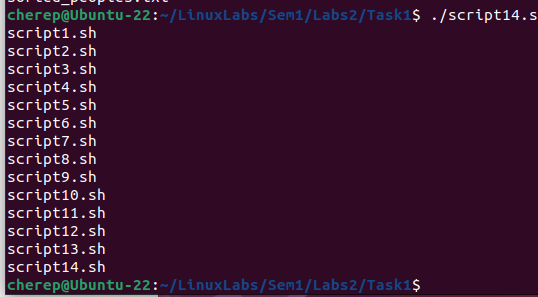 cherep@Ubuntu-22:~/LinuxLabs/Sem1/Labs2/Task1$ ./script14.s
script1.sh
script2.sh
script3.sh
script4.sh
script5.sh
script6.sh
script7.sh
script8.sh
script9.sh
script10.sh
script11.sh
script12.sh
script13.sh
script14.sh
cherep@Ubuntu-22:~/LinuxLabs/Sem1/Labs2/Task1$